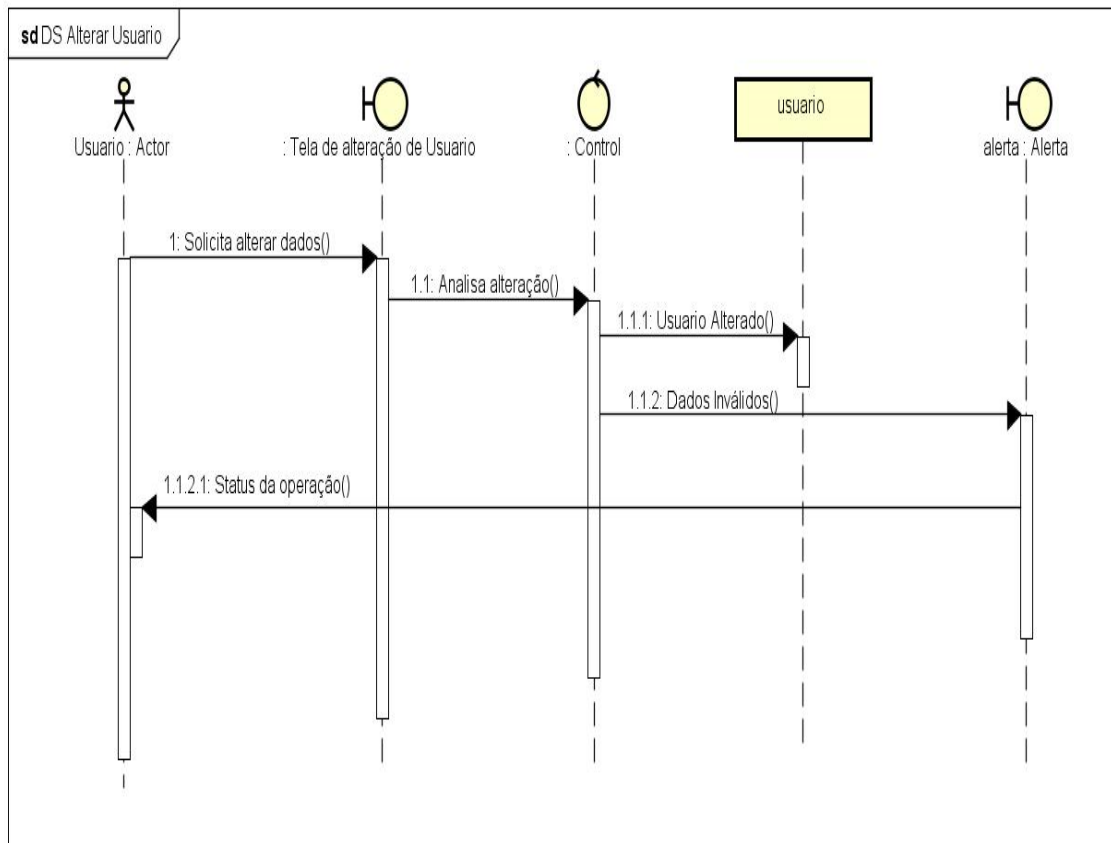 sd DS Alterar Usuario
usuario
Usuario : Actor
: Tela de alteração de Usuario
: Control
alerta : Alerta
1: Solicita alterar dados()
1.1: Analisa alteração()
1.1.1: Usuario Alterado()
1.1.2: Dados Inválidos()
1.1.2.1: Status da operação()